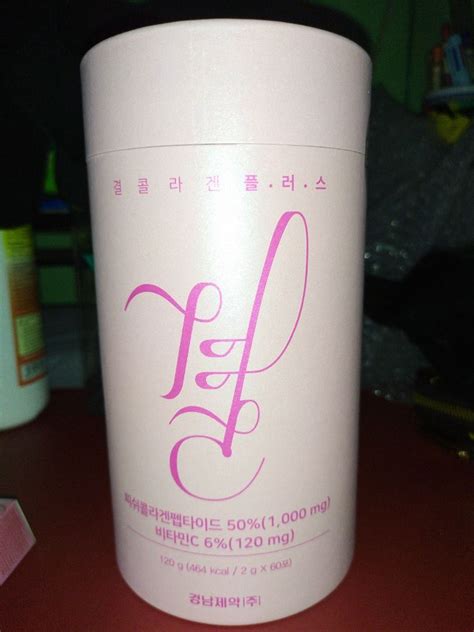 결콜라겐플·러·스
결
피쉬콜라겐펩타이드 50%(1,000 mg)
비타민C 6%(120 mg)
120 g (464 kcal / 2 g X 60포)
경남제약(주)